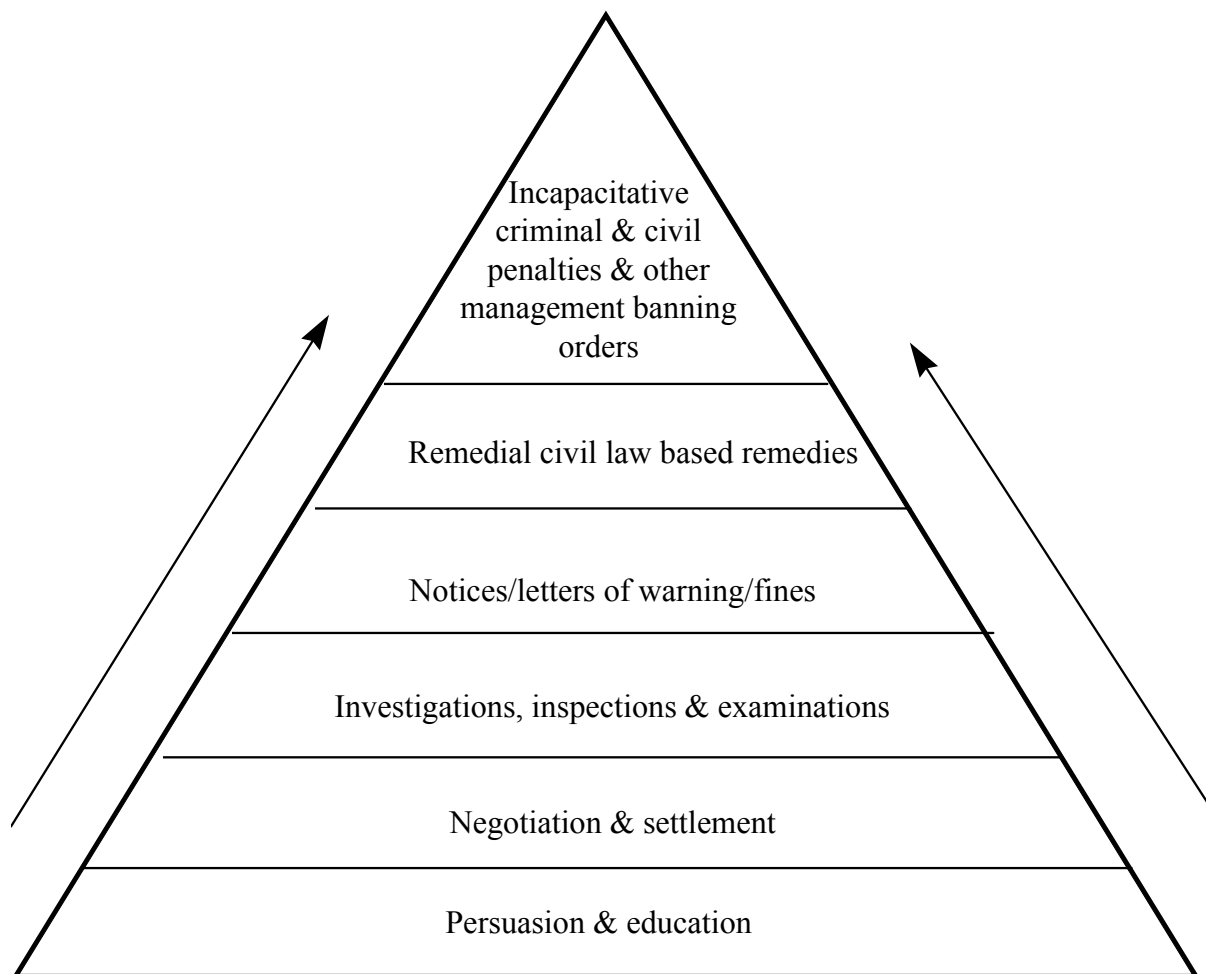 Incapacitative
criminal & civil
penalties & other
management banning
orders
Remedial civil law based remedies
Notices/letters of warning/fines
Investigations, inspections & examinations
Negotiation & settlement
Persuasion & education